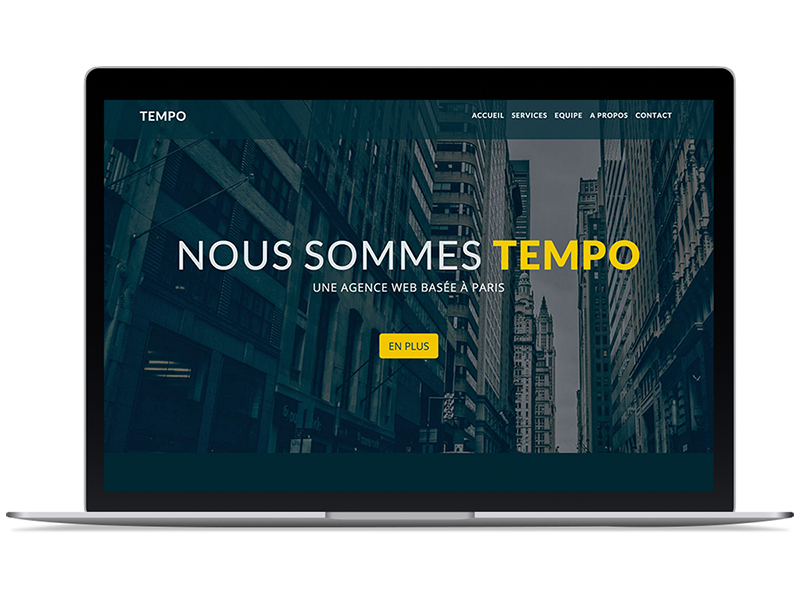 TEMPO
ACCUEIL SERVICES EQUIPE A PROPOS CONTACT
NOUS SOMMES TEMPO
UNE AGENCE WEB BASÉE À PARIS
EN PLUS